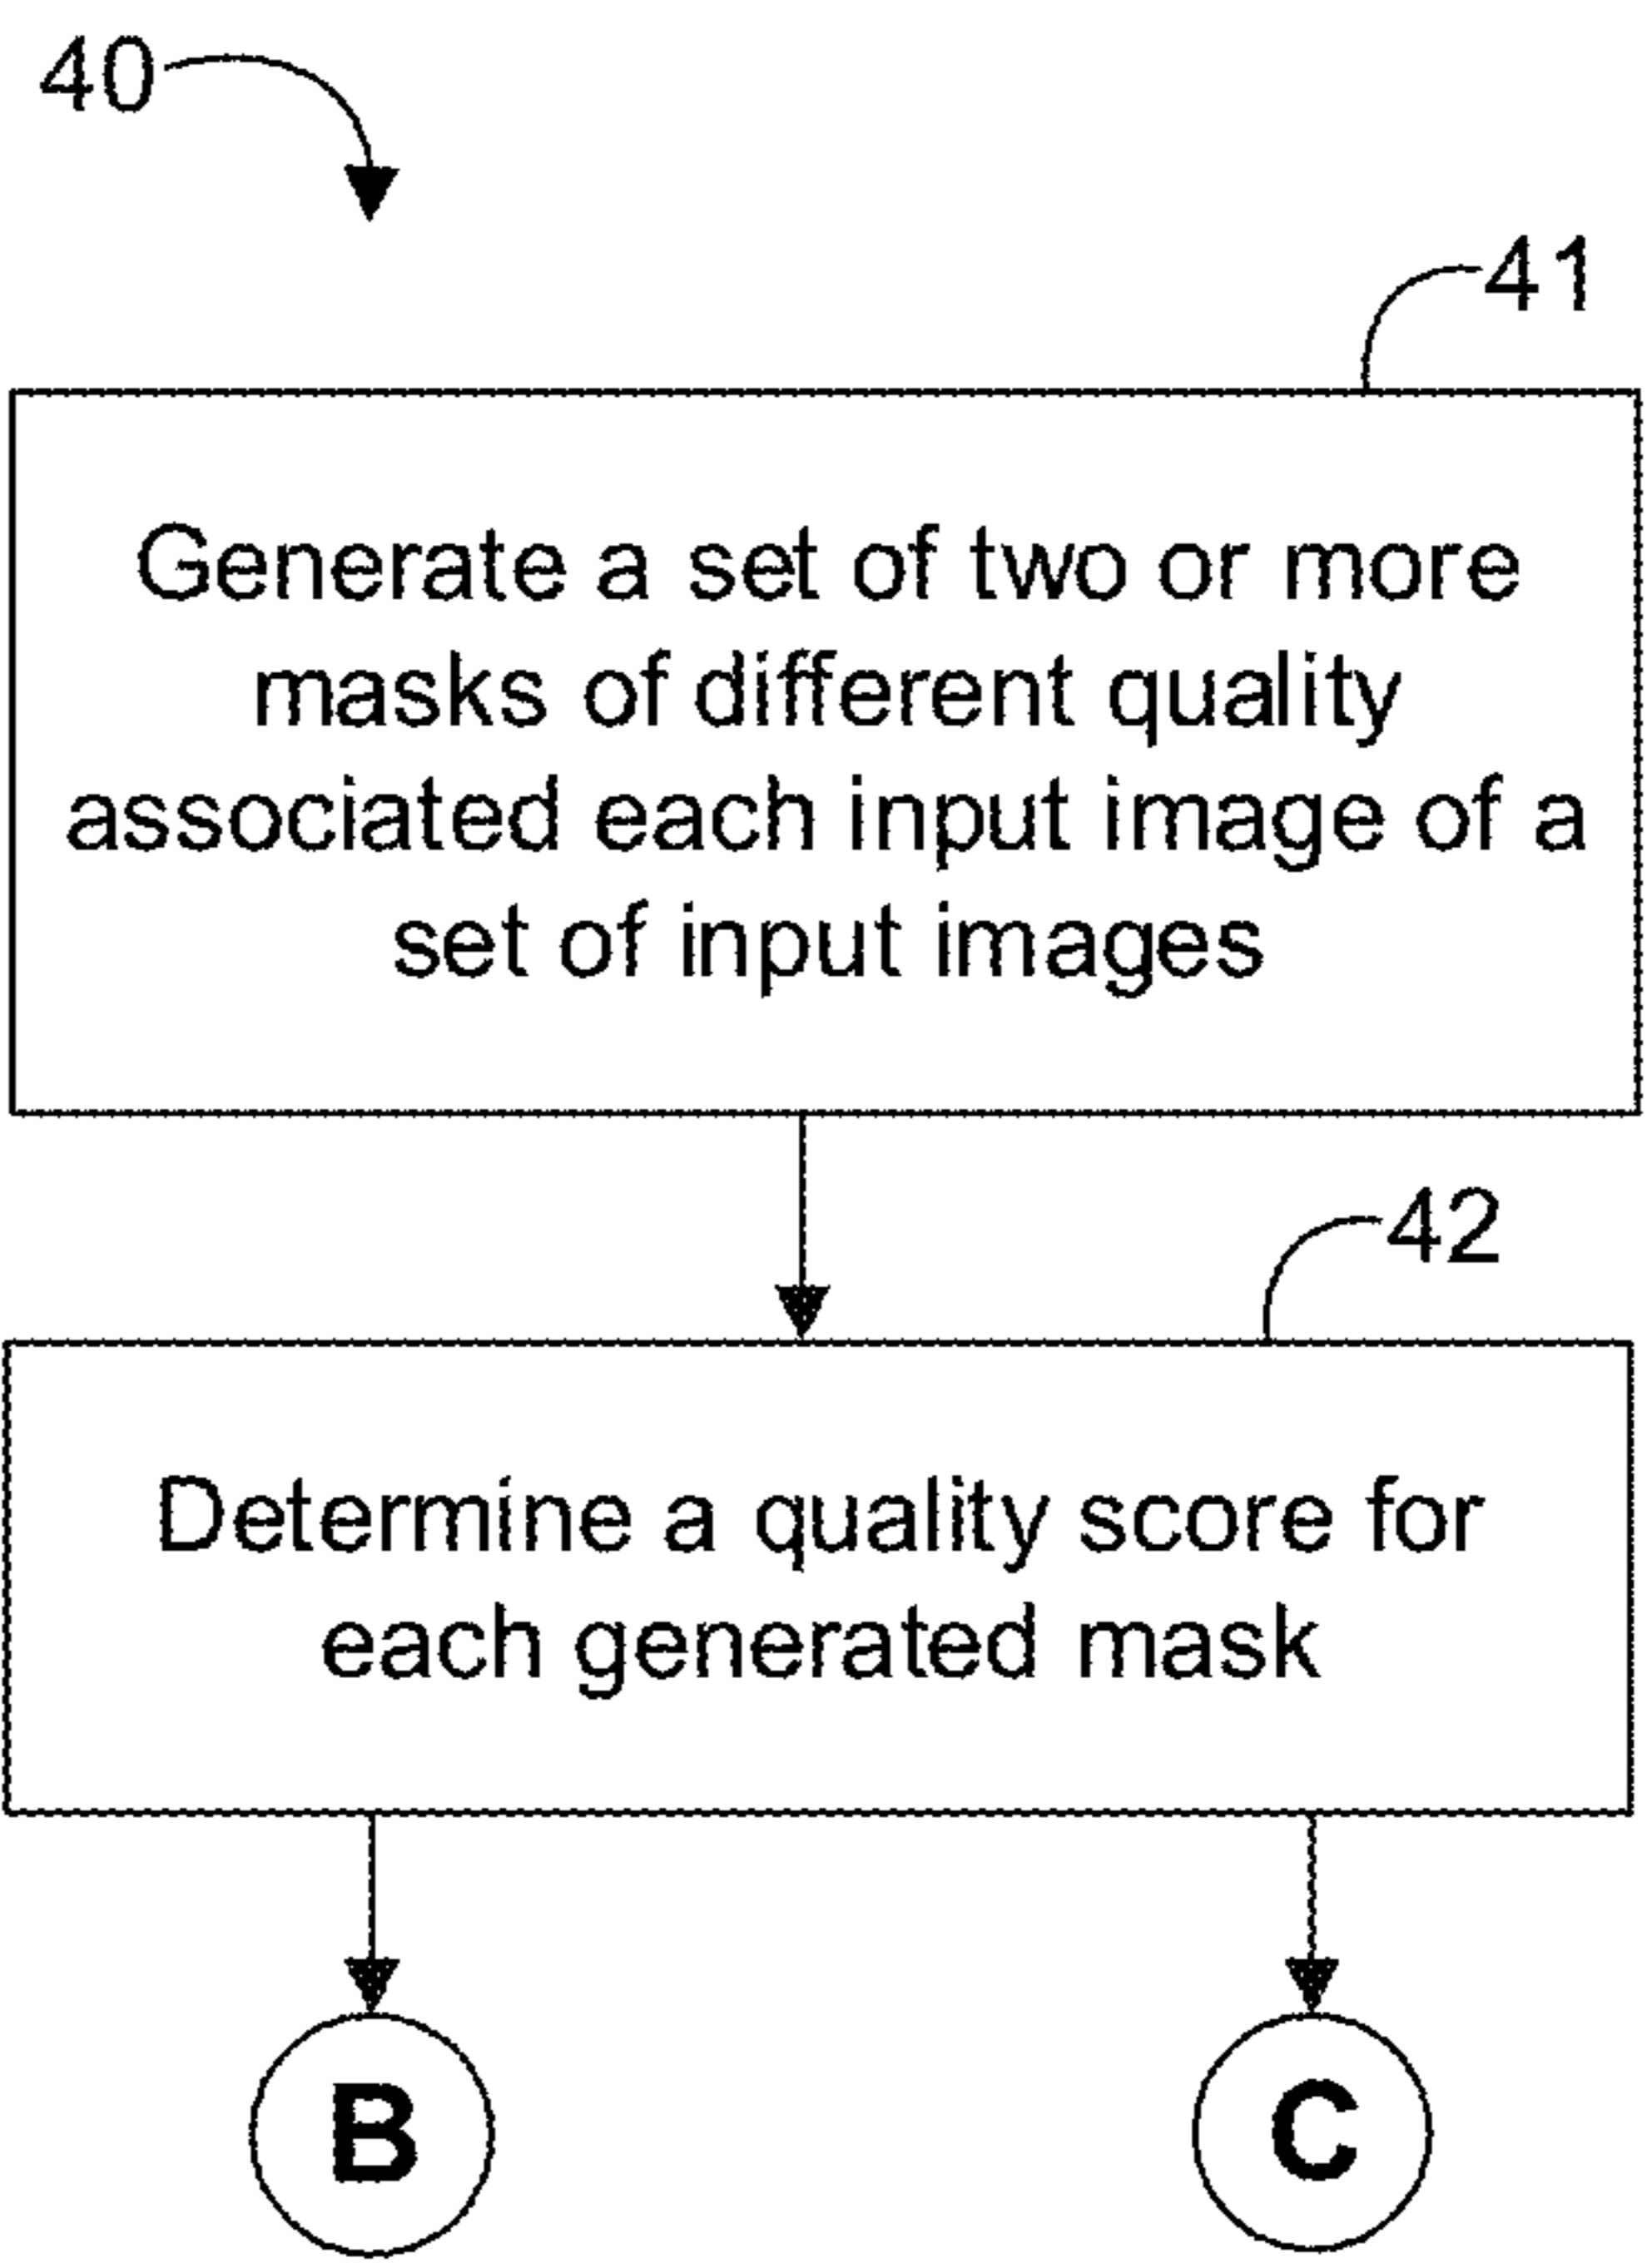 40
41
Generate a set of two or more
masks of different quality
associated each input image of a
set of input images
42
Determine a quality score for
each generated mask
B
C